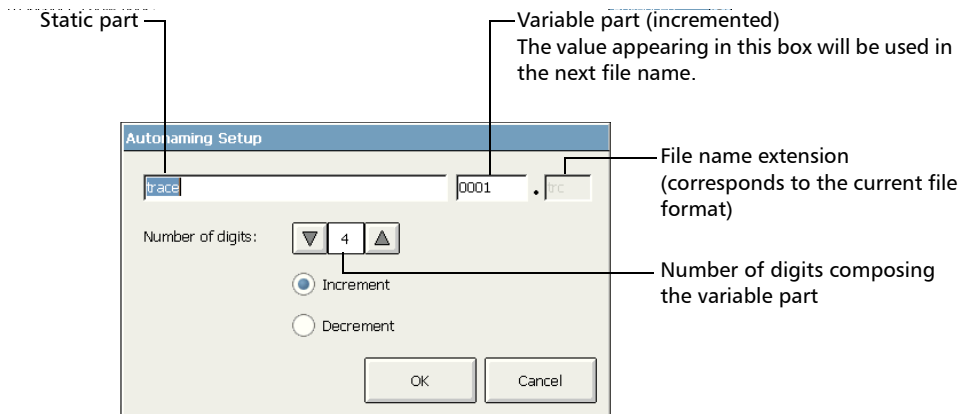 Static part
Variable part (incremented)
The value appearing in this box will be used in
the next file name.
Autonaming Setup
trace
0001
.
trc
File name extension
(corresponds to the current file
format)
Number of digits:
4
Number of digits composing
the variable part
Increment
Decrement
OK
Cancel